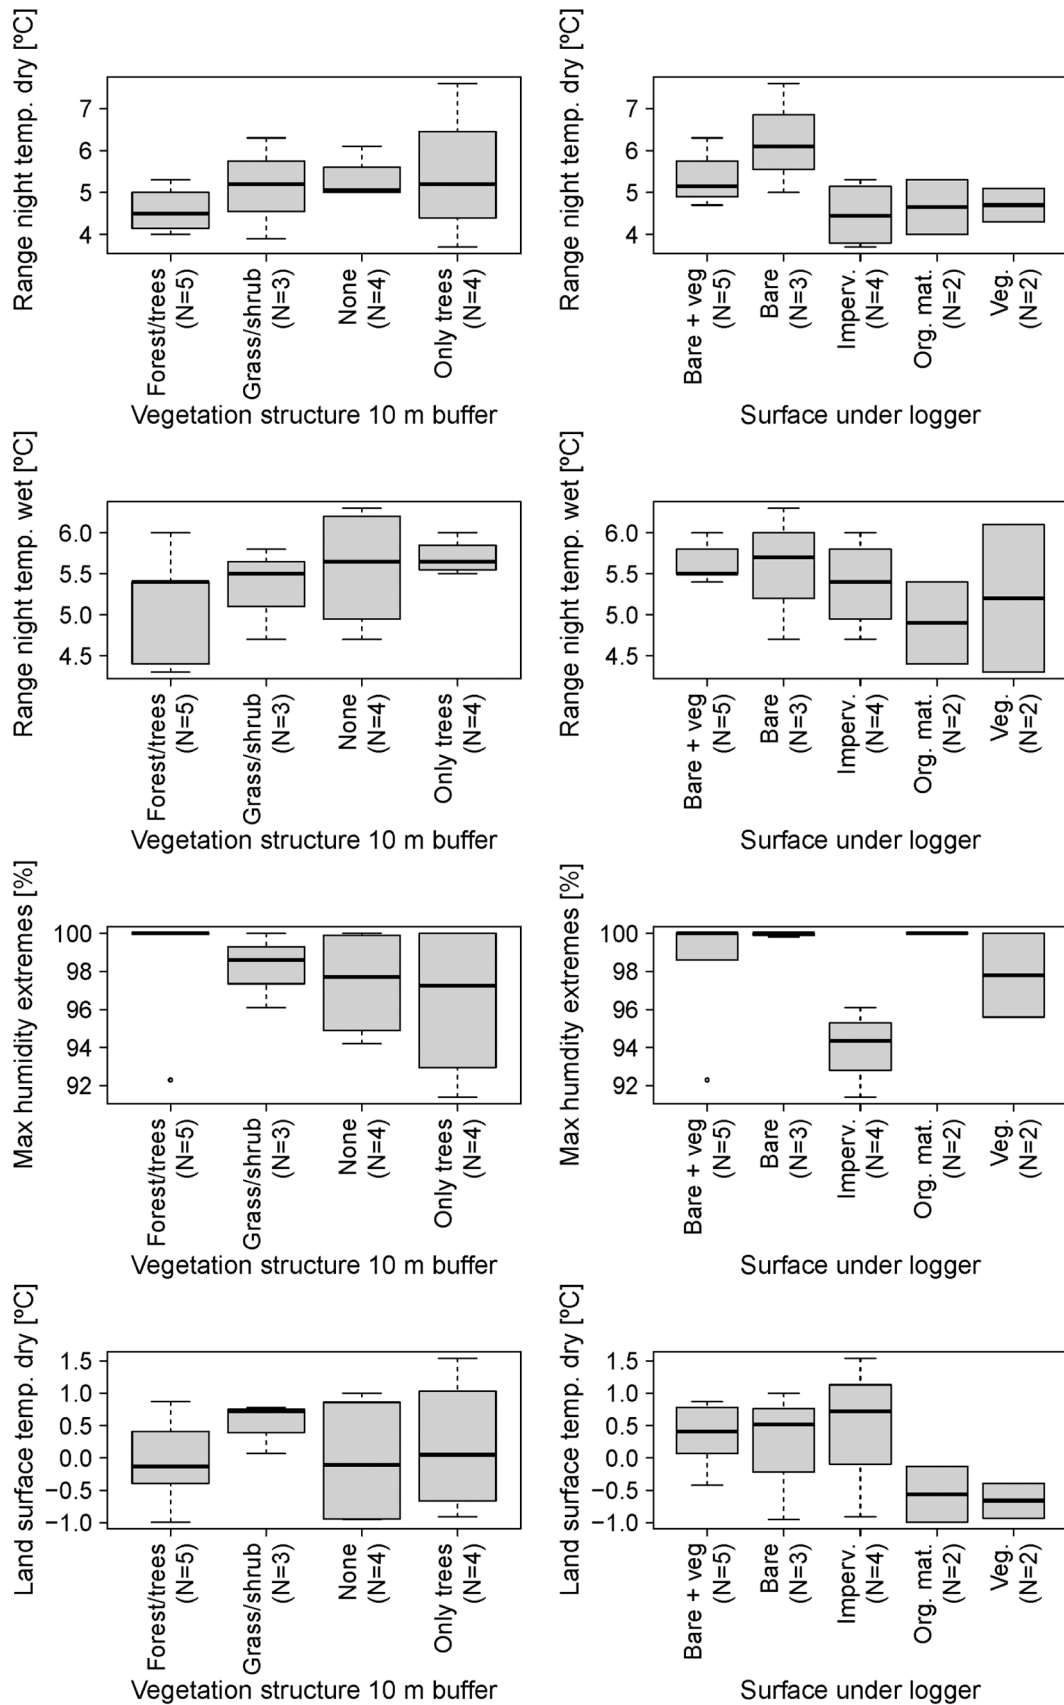 Range night temp. dry [ºC]
7
6
5
4
Forest/trees
(N=5)
Grass/shrub
(N=3)
None
(N=4)
Only trees
(N=4)
Vegetation structure 10 m buffer
Range night temp. dry [ºC]
7
6
5
4
Bare + veg
(N=5)
Bare
(N=3)
Imperv.
(N=4)
Org. mat.
(N=2)
Veg.
(N=2)
Surface under logger
Range night temp. wet [ºC]
6.0
5.5
5.0
4.5
Forest/trees
(N=5)
Grass/shrub
(N=3)
None
(N=4)
Only trees
(N=4)
Vegetation structure 10 m buffer
Range night temp. wet [ºC]
6.0
5.5
5.0
4.5
Bare + veg
(N=5)
Bare
(N=3)
Imperv.
(N=4)
Org. mat.
(N=2)
Veg.
(N=2)
Surface under logger
Max humidity extremes [%]
100
98
96
94
92
Forest/trees
(N=5)
Grass/shrub
(N=3)
None
(N=4)
Only trees
(N=4)
Vegetation structure 10 m buffer
Max humdity extremes [%]
100
98
96
94
92
Bare + veg
(N=5)
Bare
(N=3)
Imperv.
(N=4)
Org. mat.
(N=2)
Veg.
(N=2)
Surface under logger
Land surface temp. dry [ºC]
1.5
1.0
0.5
0.0
−0.5
−1.0
Forest/trees
(N=5)
Grass/shrub
(N=3)
None
(N=4)
Only trees
(N=4)
Vegetation structure 10 m buffer
Land surface temp. dry [ºC]
1.5
1.0
0.5
0.0
−0.5
−1.0
Bare + veg
(N=5)
Bare
(N=3)
Imperv.
(N=4)
Org. mat.
(N=2)
Veg.
(N=2)
Surface under logger